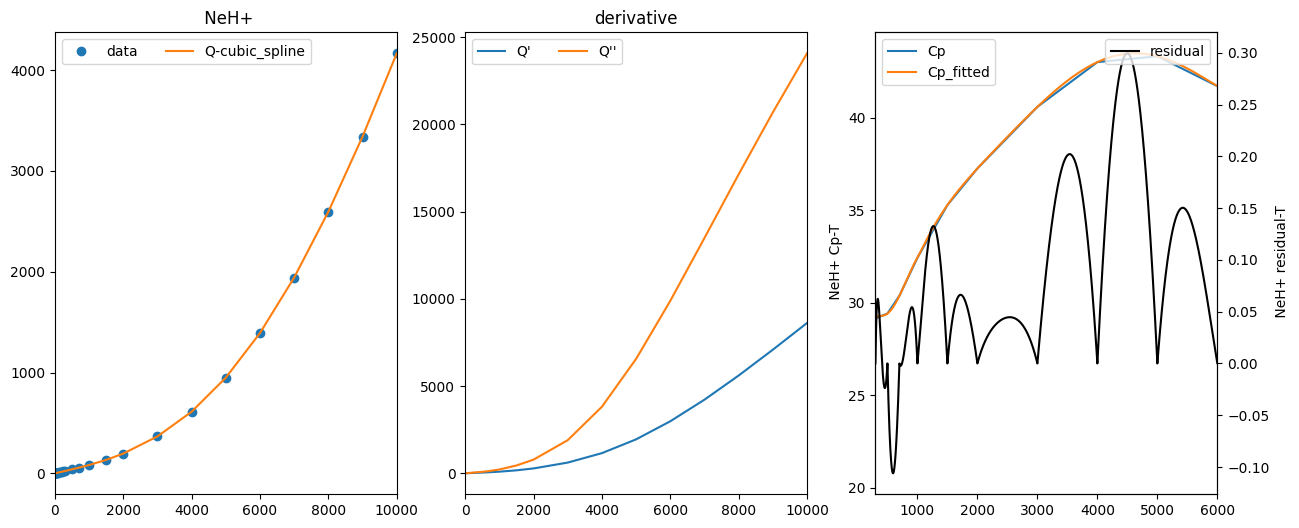 NeH+
data
Q-cubic_spline
4000
3000
2000
1000
0
0 2000 4000 6000 8000 10000
derivative
Q'
Q''
25000
20000
15000
10000
5000
0
0 2000 4000 6000 8000 10000
Cp
Cp_fitted
residual
NeH+ Cp-T
40
35
30
25
20
1000 2000 3000 4000 5000 6000
0.30
0.25
0.20
0.15
0.10
0.05
0.00
−0.05
−0.10
NeH+ residual-T